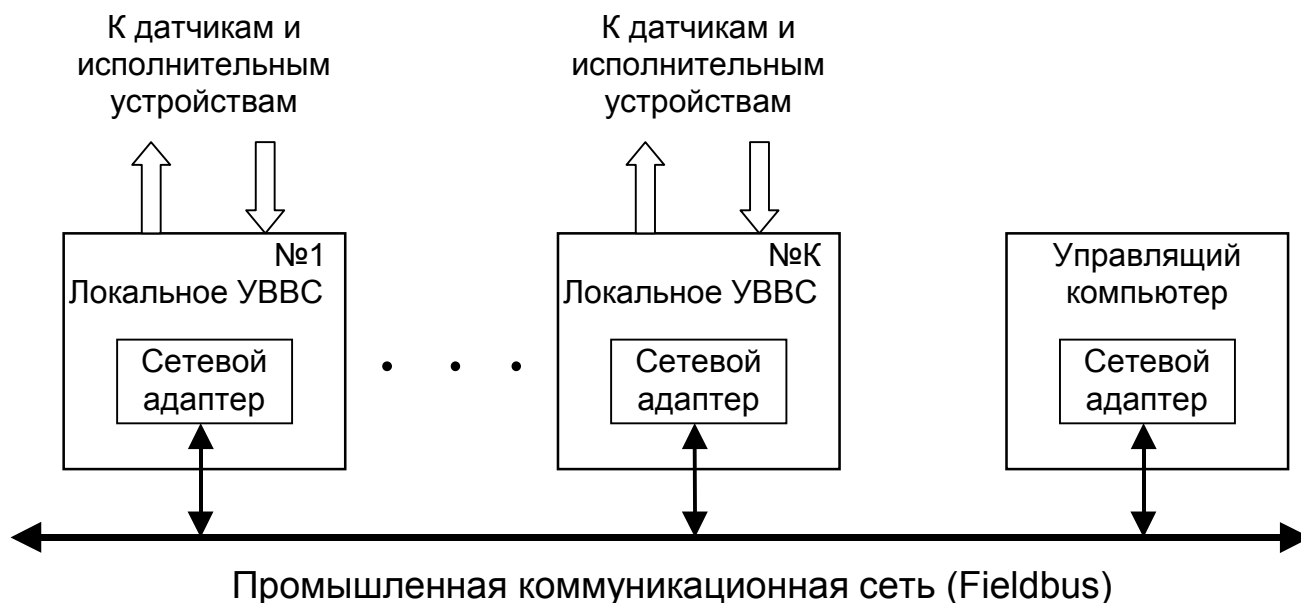 К датчикам и
исполнительным
устройствам
К датчикам и
исполнительным
устройствам
№1
Локальное УВВС
Сетевой
адаптер
№К
Локальное УВВС
Сетевой
адаптер
Управлящий
компьютер
Сетевой
адаптер
Промышленная коммуникационная сеть (Fieldbus)